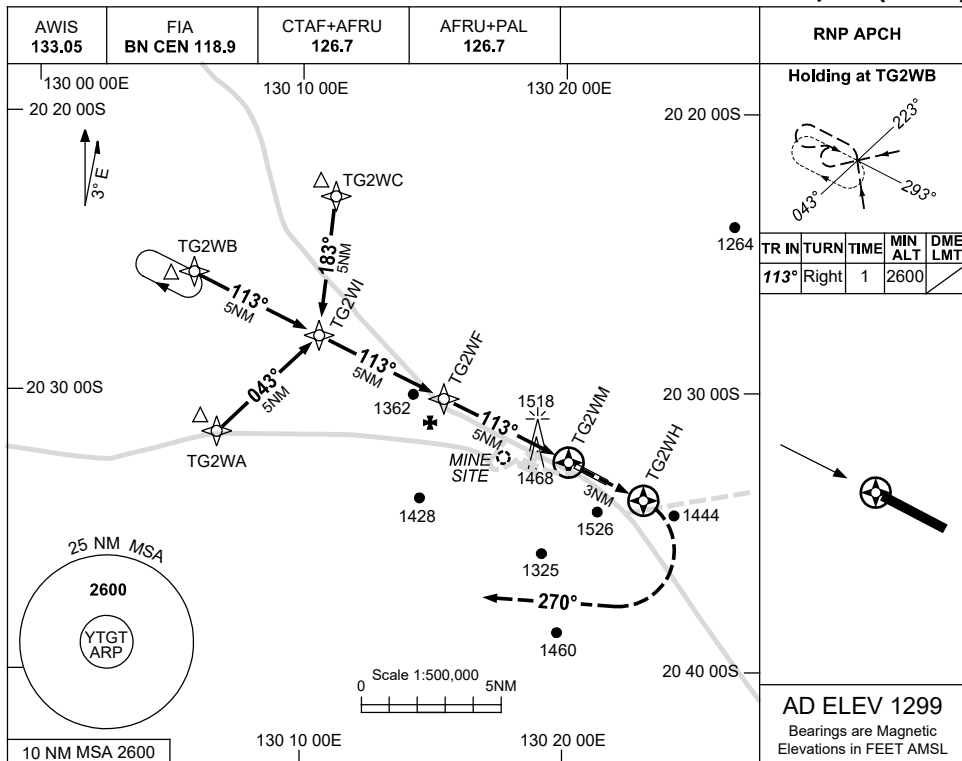 AWIS
133.05
FIA
BN CEN 118.9
CTAF+AFRU
126.7
AFRU+PAL
126.7
RNP APCH
130 00 00E
130 10 00E
130 20 00E
20 20 00S
20 20 00S
3° E
TG2WC
183°
5NM
TG2WB
113°
5NM
TG2WI
1264
113°
5NM
TG2WF
043°
5NM
20 30 00S
20 30 00S
1362
1518
113°
5NM
TG2WM
TG2WA
TG2WH
MINE
SITE
1468
3NM
1428
1526
1444
1325
25 NM MSA
2600
YTGT
ARP
270°
1460
Scale 1:500,000
0
5NM
20 40 00S
10 NM MSA 2600
130 10 00E
130 20 00E
Holding at TG2WB
223°
293°
043°
TR IN TURN TIME MIN ALT DME LMT
113° Right 1 2600
AD ELEV 1299
Bearings are Magnetic
Elevations in FEET AMSL